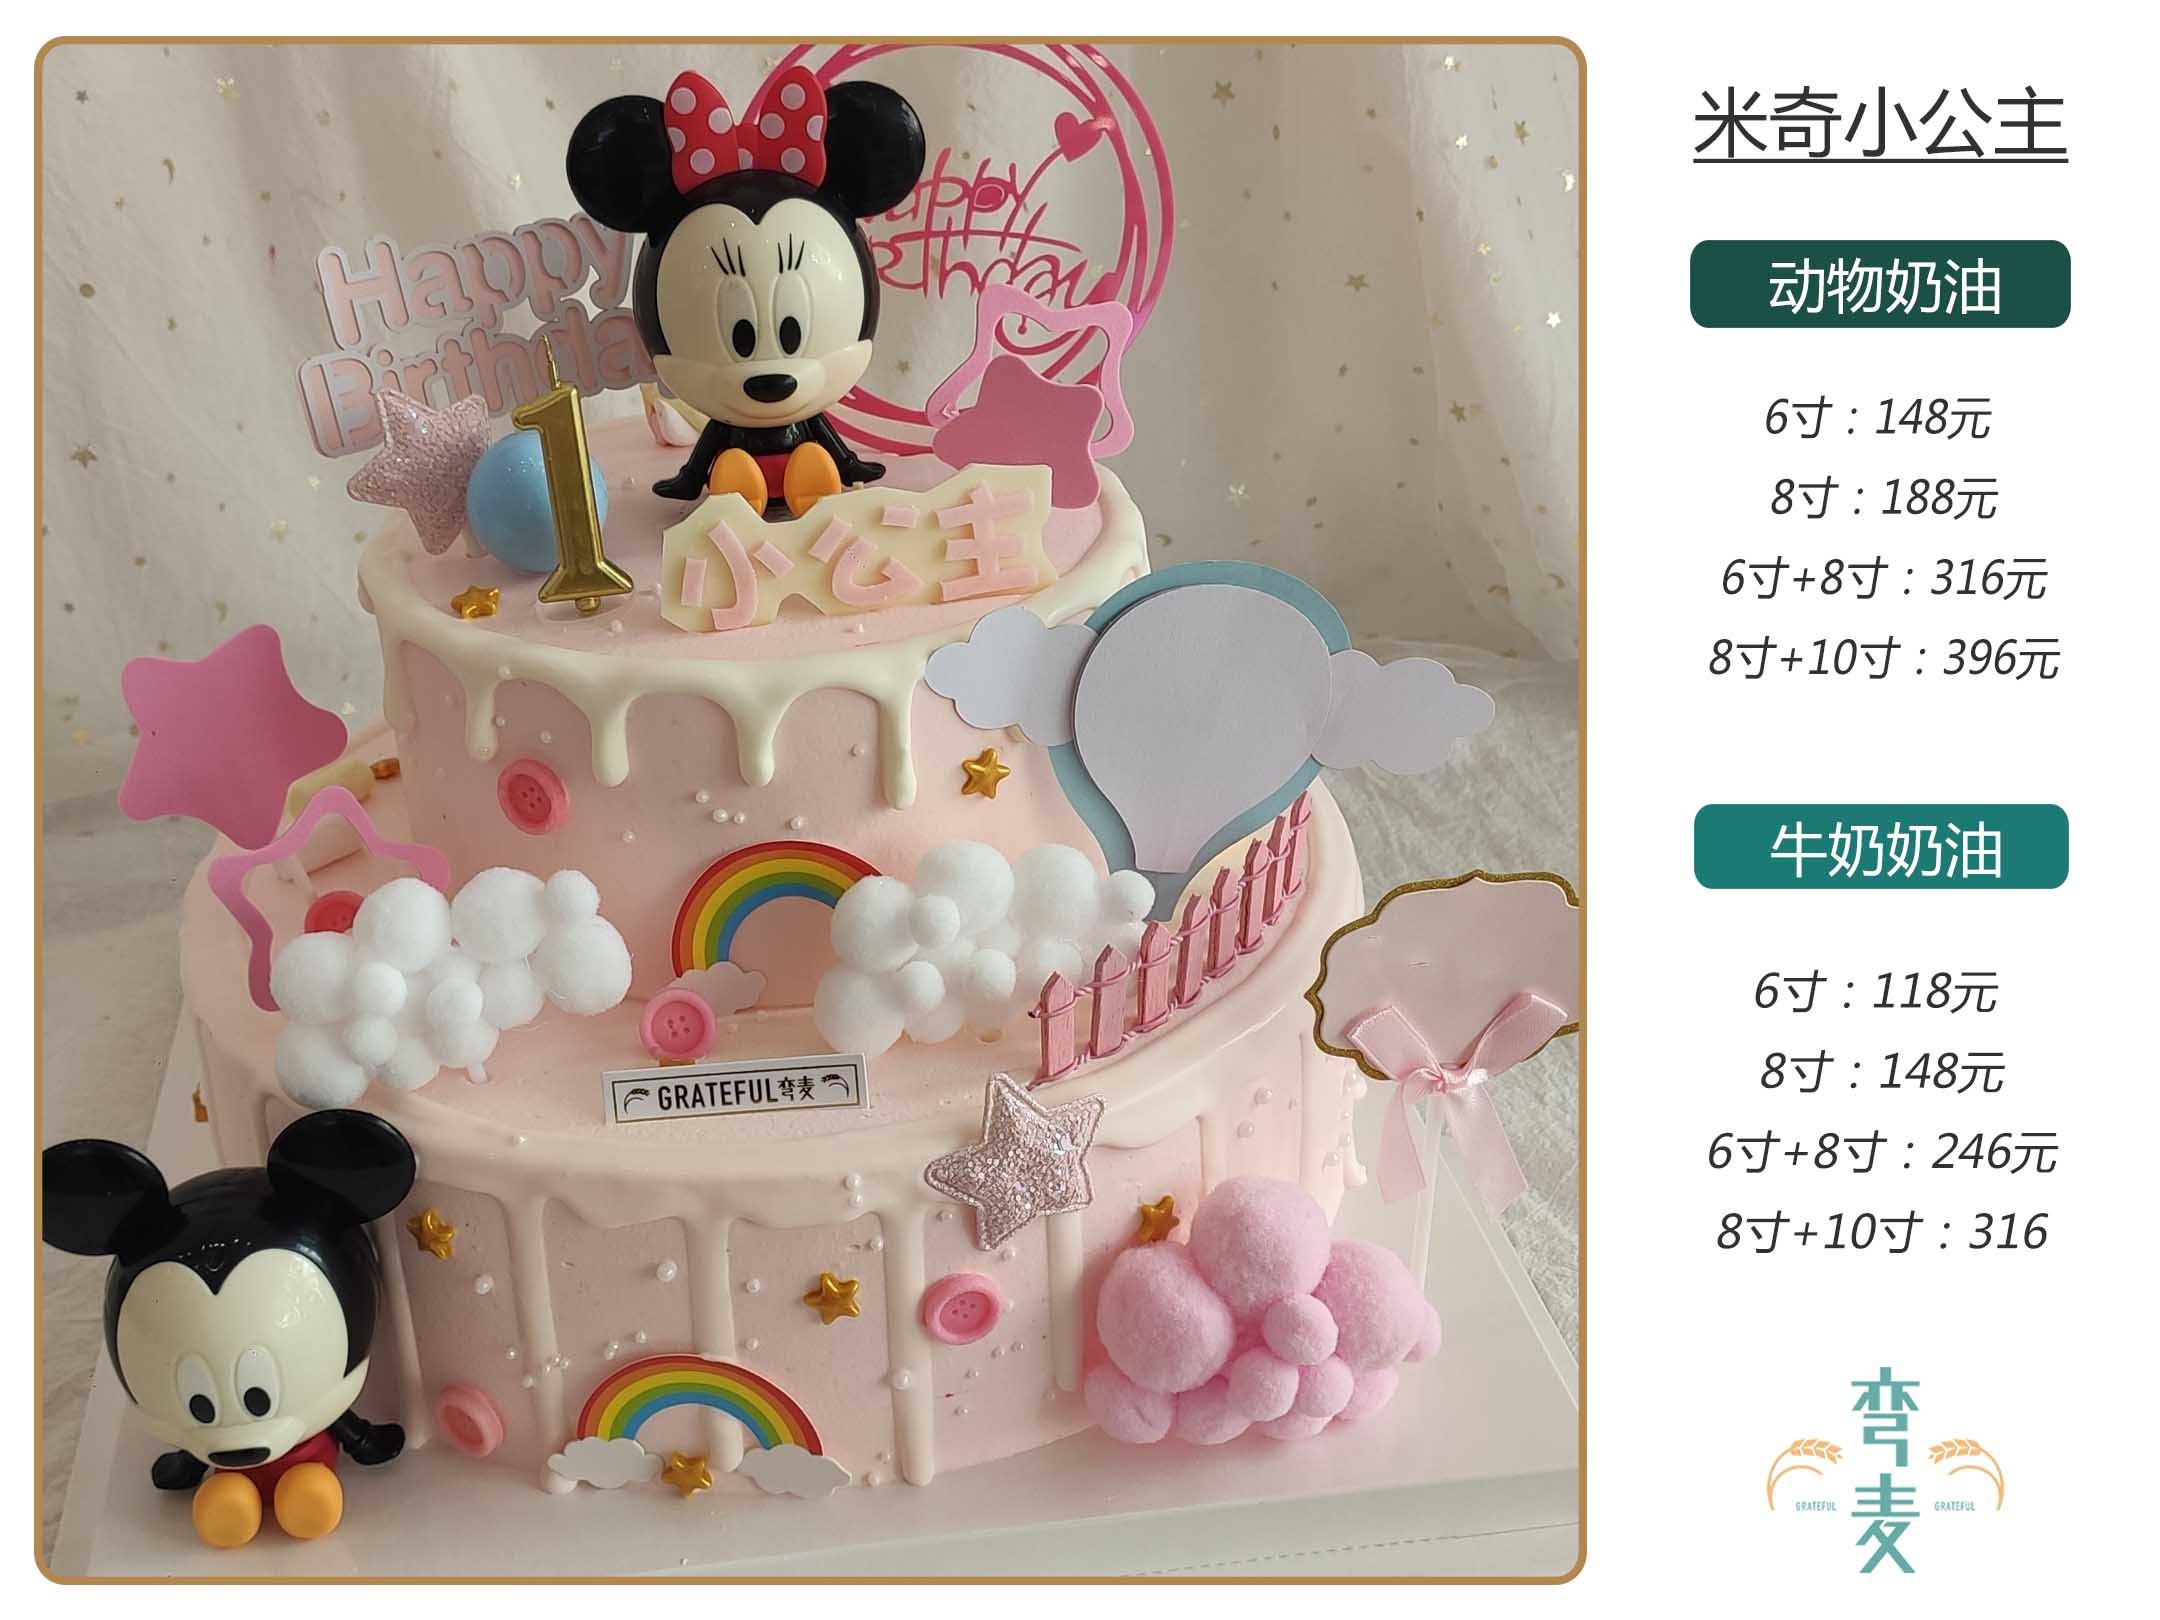 Happy
Birthda
happy
birthday
1
小公主
GRATEFUL弯麦
米奇小公主
动物奶油
6寸：148元
8寸：188元
6寸+8寸：316元
8寸+10寸：396元
牛奶奶油
6寸：118元
8寸：148元
6寸+8寸：246元
8寸+10寸：316
弯麦
GRATEFUL GRATEFUL